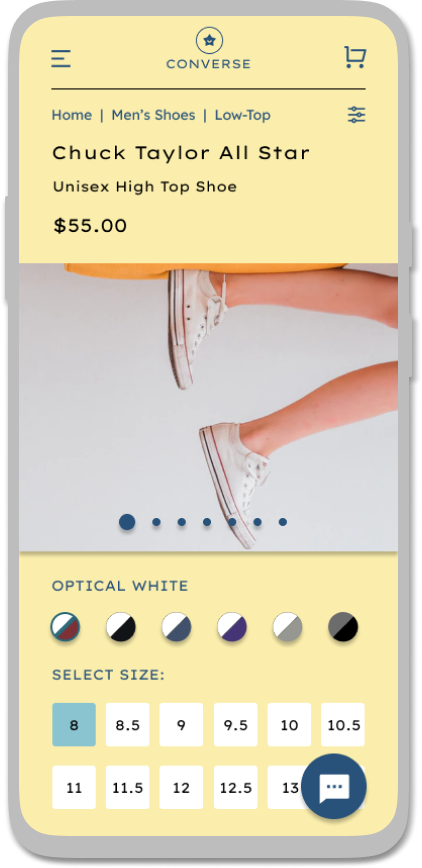 CONVERSE
Home | Men's Shoes | Low-Top
Chuck Taylor All Star
Unisex High Top Shoe
$55.00
OPTICAL WHITE
SELECT SIZE:
8 8.5 9 9.5 10 10.5
11 11.5 12 12.5 13